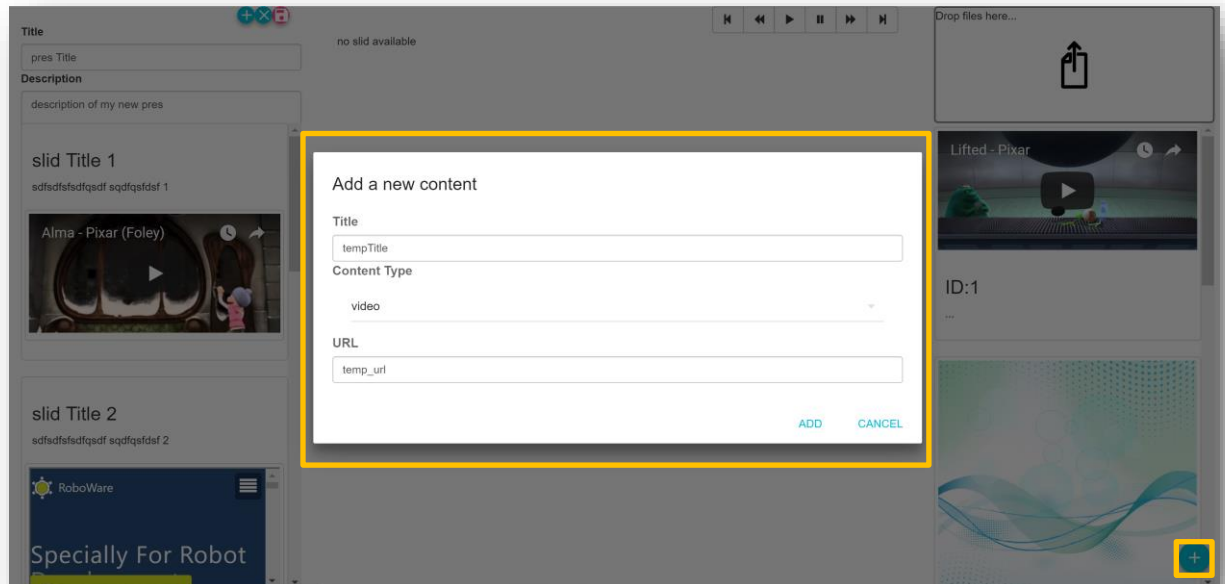 Title
pres Title
Description
description of my new pres
slid Title 1
sdfsdfsfsdfqsdf sqdfqsfdsf 1
Alma - Pixar (Foley)
slid Title 2
sdfsdfsfsdfqsdf sqdfqsfdsf 2
RoboWare
Specially For Robot
no slid available
Add a new content
Title
tempTitle
Content Type
video
URL
temp_url
ADD CANCEL
Drop files here...
Lifted - Pixar
ID:1
...